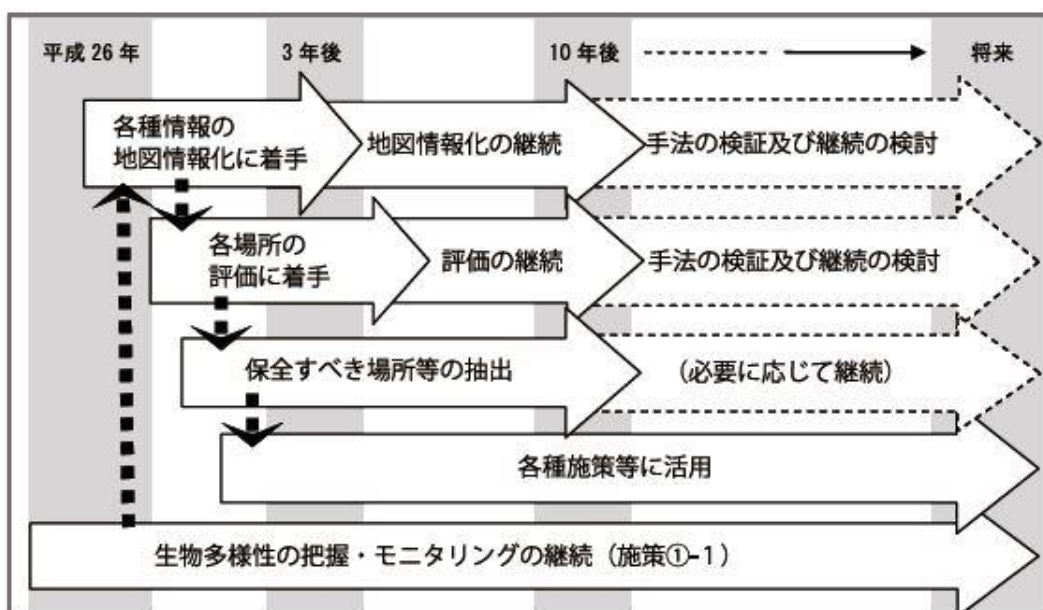 平成 26 年
3 年後
10 年後
将来
各種情報の
地図情報化に着手
地図情報化の継続
手法の検証及び継続の検討
各場所の
評価に着手
評価の継続
手法の検証及び継続の検討
保全すべき場所等の抽出
(必要に応じて継続)
各種施策等に活用
生物多様性の把握・モニタリングの継続（施策①-1）